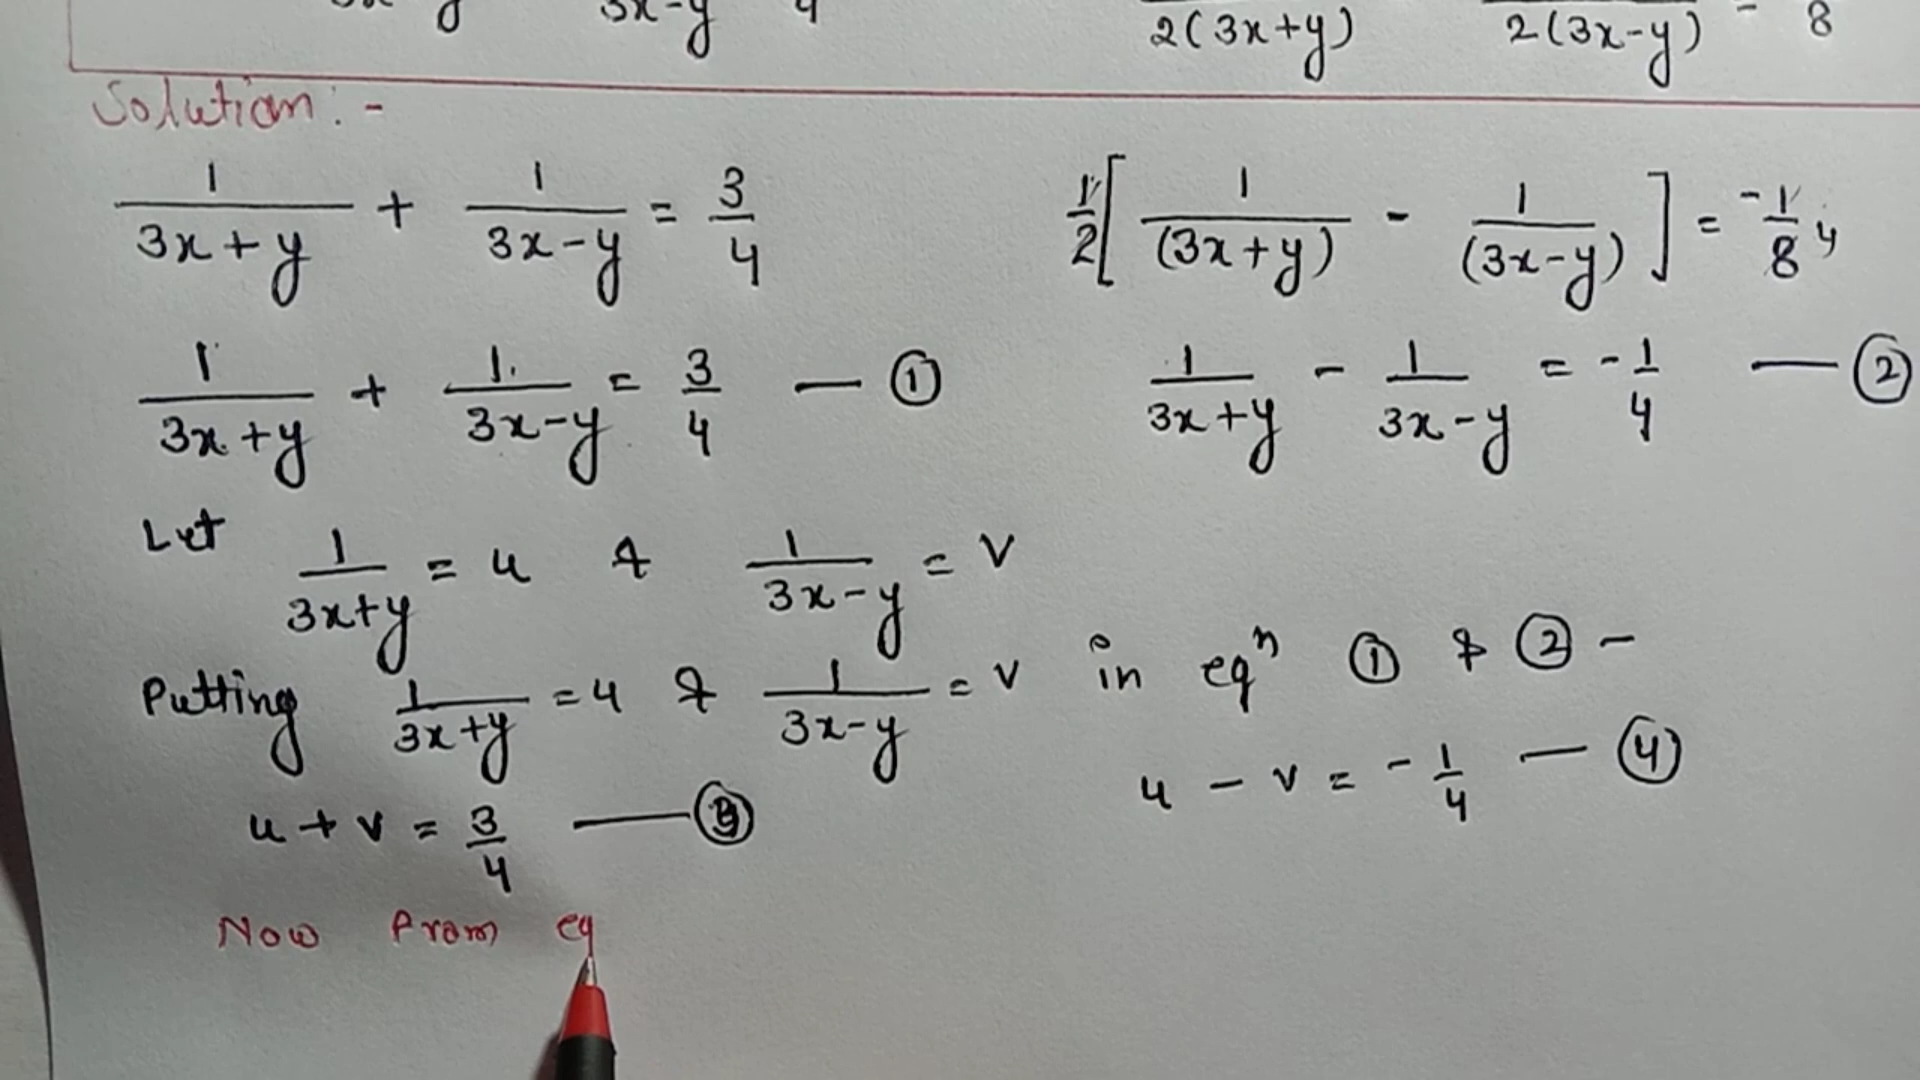 3x-y 4 2(3x+y) 2(3x-y) - 8
Solution:-
1/(3x+y) + 1/(3x-y) = 3/4
1/2[1/(3x+y) - 1/(3x-y)] = -1/8 4
1/(3x+y) + 1/(3x-y) = 3/4 — ①
1/(3x+y) - 1/(3x-y) = -1/4 — ②
Let 1/(3x+y) = u & 1/(3x-y) = v
Putting 1/(3x+y) = u & 1/(3x-y) = v in eqⁿ ① & ② -
u + v = 3/4 — ③
u - v = -1/4 — ④
Now From eq